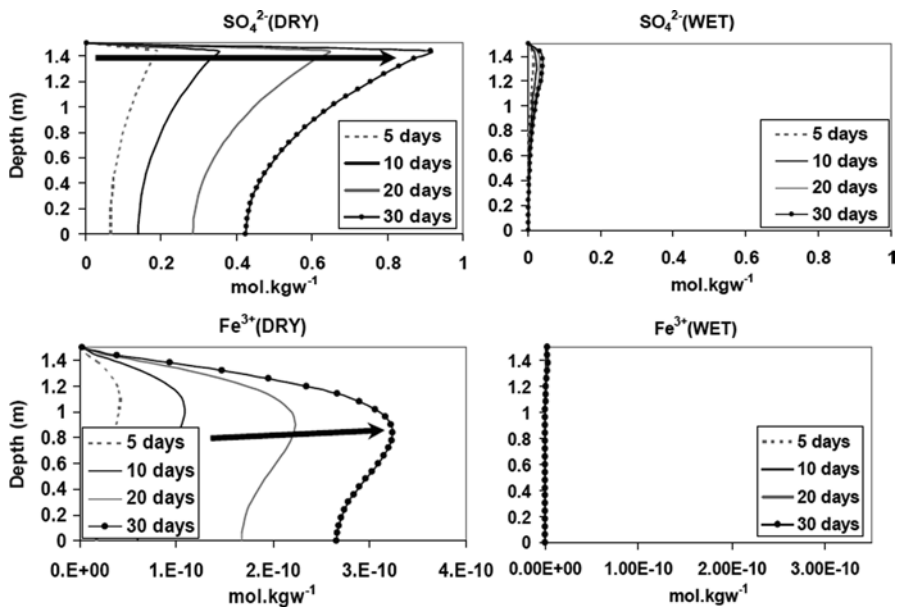 SO₄²⁻(DRY)
Depth (m)
1.4
1.2
1
0.8
0.6
0.4
0.2
0
5 days
10 days
20 days
30 days
0 0.2 0.4 0.6 0.8 1
mol.kgw⁻¹
SO₄²⁻(WET)
1.4
1.2
1
0.8
0.6
0.4
0.2
0
5 days
10 days
20 days
30 days
0 0.2 0.4 0.6 0.8 1
mol.kgw⁻¹
Fe³⁺(DRY)
Depth (m)
1.4
1.2
1
0.8
0.6
0.4
0.2
0
5 days
10 days
20 days
30 days
0.E+00 1.E-10 2.E-10 3.E-10 4.E-10
mol.kgw⁻¹
Fe³⁺(WET)
1.4
1.2
1
0.8
0.6
0.4
0.2
0
5 days
10 days
20 days
30 days
0.00E+00 1.00E-10 2.00E-10 3.00E-10
mol.kgw⁻¹